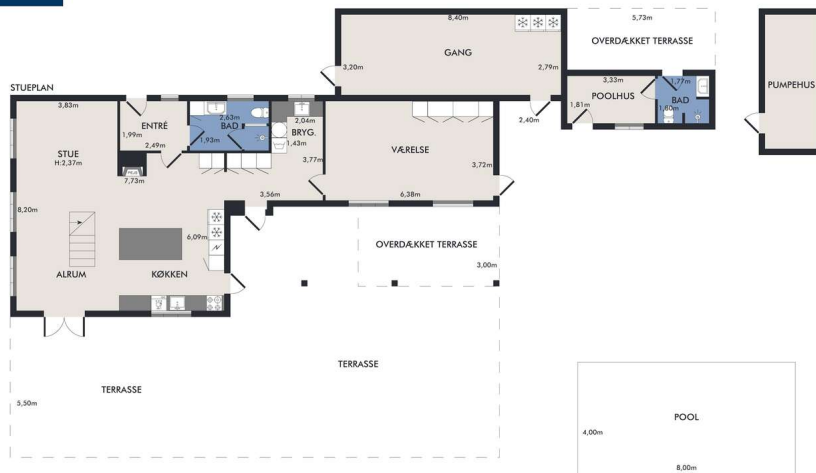 8,40m
5,73m
OVERDÆKKET TERRASSE
GANG
3,20m
2,79m
3,33m
1,77m
POOLHUS
BAD
1,81m
1,80m
PUMPEHUS
2,40m
STUEPLAN
3,83m
ENTRÉ
1,99m
2,49m
2,63m
BAD
1,93m
2,04m
BRYG.
1,43m
3,77m
VÆRELSE
3,72m
STUE
H:2,37m
7,73m
3,56m
6,38m
8,20m
6,09m
ALRUM
KØKKEN
OVERDÆKKET TERRASSE
3,00m
TERRASSE
TERRASSE
5,50m
POOL
4,00m
8,00m